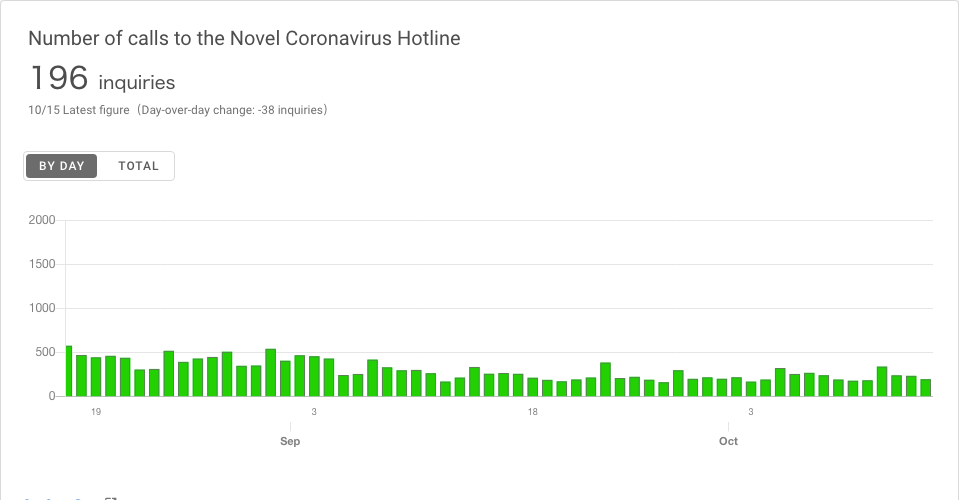 Number of calls to the Novel Coronavirus Hotline
196 inquiries
10/15 Latest figure（Day-over-day change: -38 inquiries）
BY DAY TOTAL
2000
1500
1000
500
0
19 3 18 3
Sep Oct